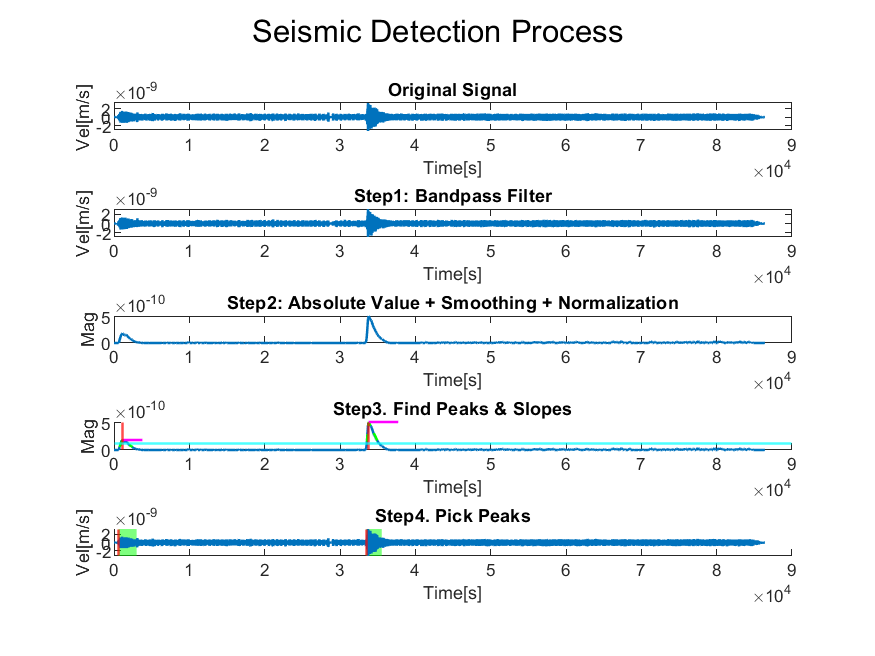 Seismic Detection Process
×10^-9
Original Signal
Vel[m/s]
2
0
-2
0 1 2 3 4 5 6 7 8 9
Time[s]
×10^4
×10^-9
Step1: Bandpass Filter
Vel[m/s]
2
0
-2
0 1 2 3 4 5 6 7 8 9
Time[s]
×10^4
×10^-10
Step2: Absolute Value + Smoothing + Normalization
Mag
5
0
0 1 2 3 4 5 6 7 8 9
Time[s]
×10^4
×10^-10
Step3. Find Peaks & Slopes
Mag
5
0
0 1 2 3 4 5 6 7 8 9
Time[s]
×10^4
×10^-9
Step4. Pick Peaks
Vel[m/s]
2
0
-2
0 1 2 3 4 5 6 7 8 9
Time[s]
×10^4